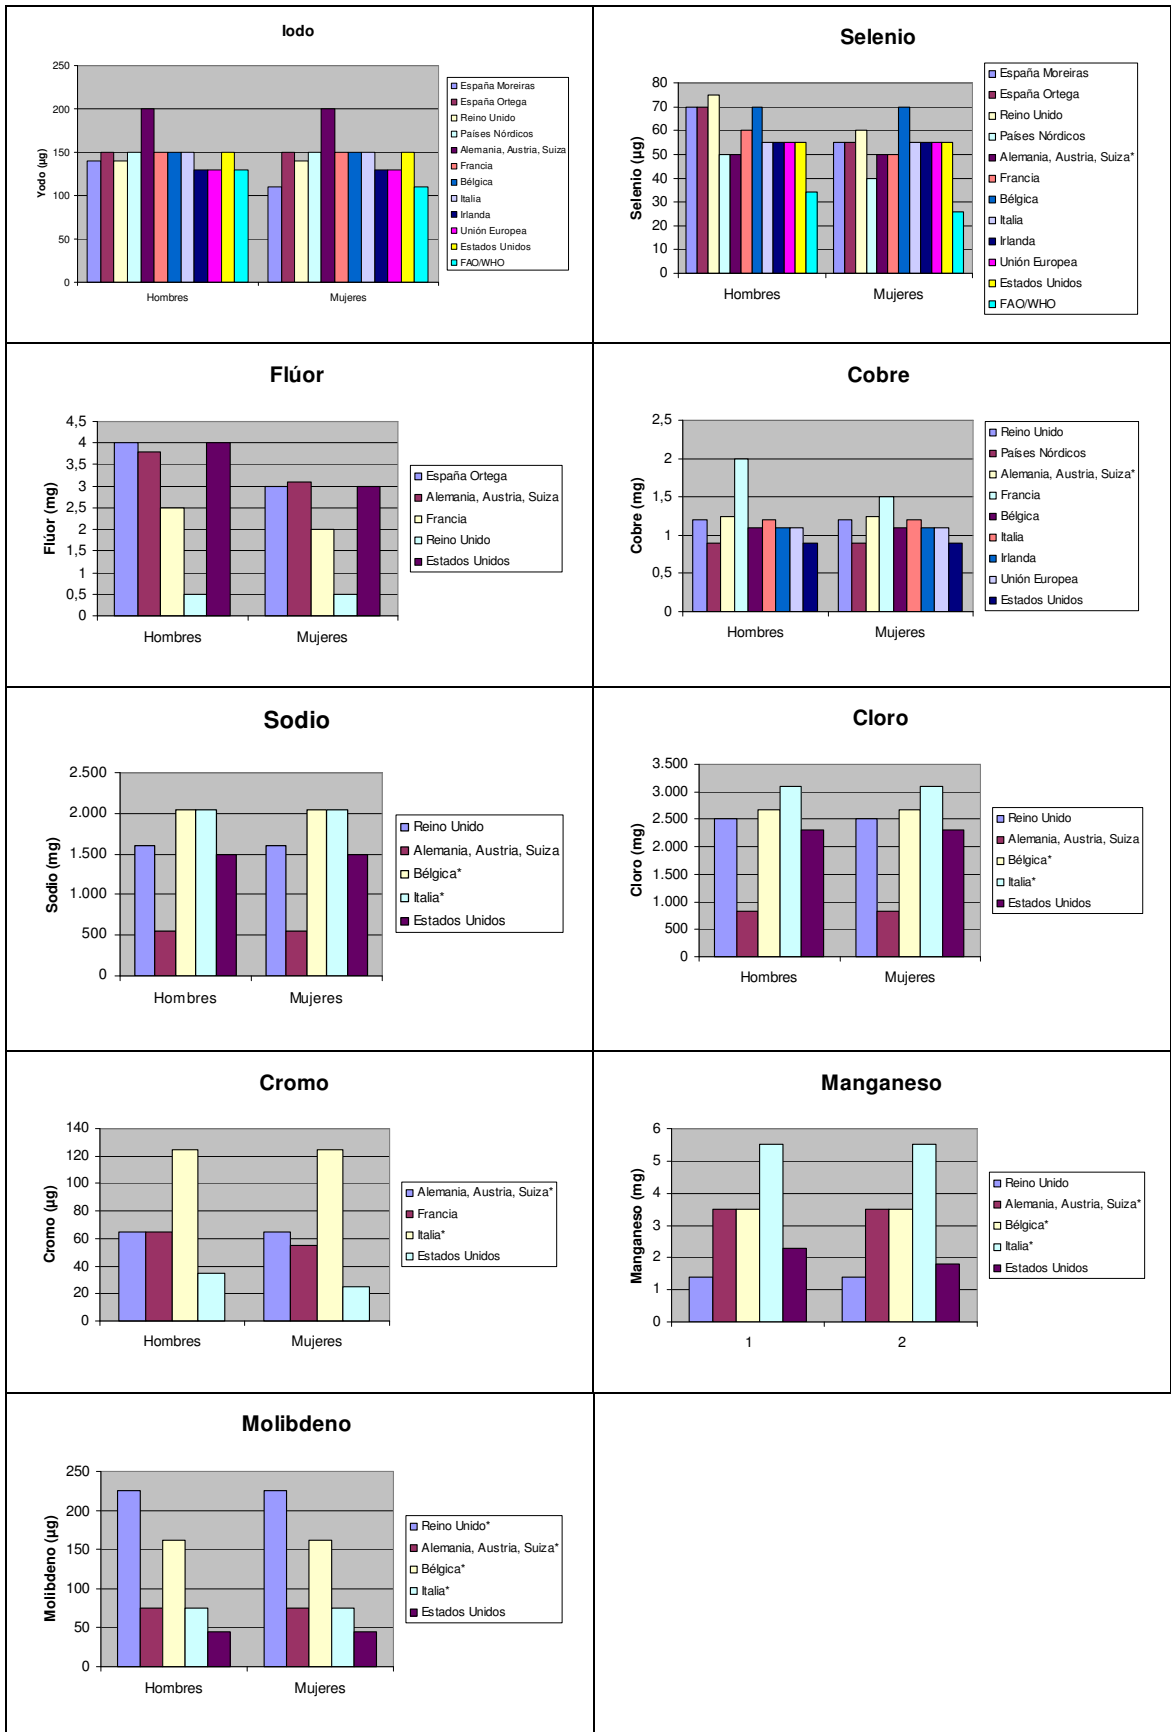 Iodo
Yodo (µg)
250
200
150
100
50
0
Hombres
Mujeres
España Moreiras
España Ortega
Reino Unido
Países Nórdicos
Alemania, Austria, Suiza
Francia
Bélgica
Italia
Irlanda
Unión Europea
Estados Unidos
FAO/WHO
Selenio
Selenio (µg)
80
70
60
50
40
30
20
10
0
Hombres
Mujeres
España Moreiras
España Ortega
Reino Unido
Países Nórdicos
Alemania, Austria, Suiza*
Francia
Bélgica
Italia
Irlanda
Unión Europea
Estados Unidos
FAO/WHO
Flúor
Flúor (mg)
4,5
4
3,5
3
2,5
2
1,5
1
0,5
0
Hombres
Mujeres
España Ortega
Alemania, Austria, Suiza
Francia
Reino Unido
Estados Unidos
Cobre
Cobre (mg)
2,5
2
1,5
1
0,5
0
Hombres
Mujeres
Reino Unido
Países Nórdicos
Alemania, Austria, Suiza*
Francia
Bélgica
Italia
Irlanda
Unión Europea
Estados Unidos
Sodio
Sodio (mg)
2.500
2.000
1.500
1.000
500
0
Hombres
Mujeres
Reino Unido
Alemania, Austria, Suiza
Bélgica*
Italia*
Estados Unidos
Cloro
Cloro (mg)
3.500
3.000
2.500
2.000
1.500
1.000
500
0
Hombres
Mujeres
Reino Unido
Alemania, Austria, Suiza
Bélgica*
Italia*
Estados Unidos
Cromo
Cromo (µg)
140
120
100
80
60
40
20
0
Hombres
Mujeres
Alemania, Austria, Suiza*
Francia
Italia*
Estados Unidos
Manganeso
Manganeso (mg)
6
5
4
3
2
1
0
1
2
Reino Unido
Alemania, Austria, Suiza*
Bélgica*
Italia*
Estados Unidos
Molibdeno
Molibdeno (µg)
250
200
150
100
50
0
Hombres
Mujeres
Reino Unido*
Alemania, Austria, Suiza*
Bélgica*
Italia*
Estados Unidos